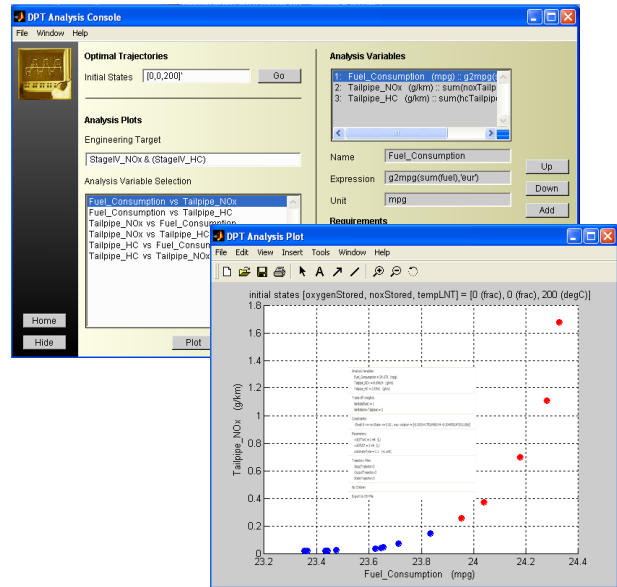 DPT Analysis Console
File Window Help
Optimal Trajectories
Initial States [0,0,200]' Go
Analysis Plots
Engineering Target
StageIV_NOx & (StageIV_HC)
Analysis Variable Selection
Fuel_Consumption vs Tailpipe_NOx
Fuel_Consumption vs Tailpipe_HC
Tailpipe_NOx vs Fuel_Consumption
Tailpipe_NOx vs Tailpipe_HC
Tailpipe_HC vs Fuel_Consum
Tailpipe_HC vs Tailpipe_NOx
Home
Hide
Plot
Analysis Variables
1: Fuel_Consumption (mpg) :: g2mpg(
2: Tailpipe_NOx (g/km) :: sum(noxTailp
3: Tailpipe_HC (g/km) :: sum(hcTailpip
Name Fuel_Consumption
Expression g2mpg(sum(fuel),'eur')
Unit mpg
Up
Down
Add
Requirements
DPT Analysis Plot
File Edit View Insert Tools Window Help
initial states [oxygenStored, noxStored, tempLNT] = [0 (frac), 0 (frac), 200 (degC)]
Tailpipe_NOx (g/km)
1.8
1.6
1.4
1.2
1
0.8
0.6
0.4
0.2
0
23.2 23.4 23.6 23.8 24 24.2 24.4
Fuel_Consumption (mpg)